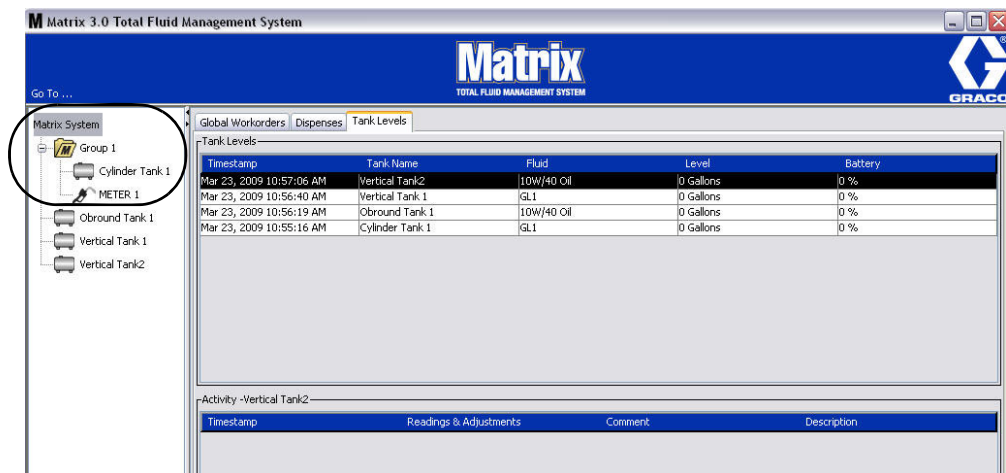 M Matrix 3.0 Total Fluid Management System
Matrix
TOTAL FLUID MANAGEMENT SYSTEM
G
®
GRACO
Go To ...
Matrix System
M Group 1
Cylinder Tank 1
METER 1
Obround Tank 1
Vertical Tank 1
Vertical Tank2
Global Workorders Dispenses Tank Levels
Tank Levels
Timestamp Tank Name Fluid Level Battery
Mar 23, 2009 10:57:06 AM Vertical Tank2 10W/40 Oil 0 Gallons 0 %
Mar 23, 2009 10:56:40 AM Vertical Tank 1 GL1 0 Gallons 0 %
Mar 23, 2009 10:56:19 AM Obround Tank 1 10W/40 Oil 0 Gallons 0 %
Mar 23, 2009 10:55:16 AM Cylinder Tank 1 GL1 0 Gallons 0 %
Activity -Vertical Tank2
Timestamp Readings & Adjustments Comment Description